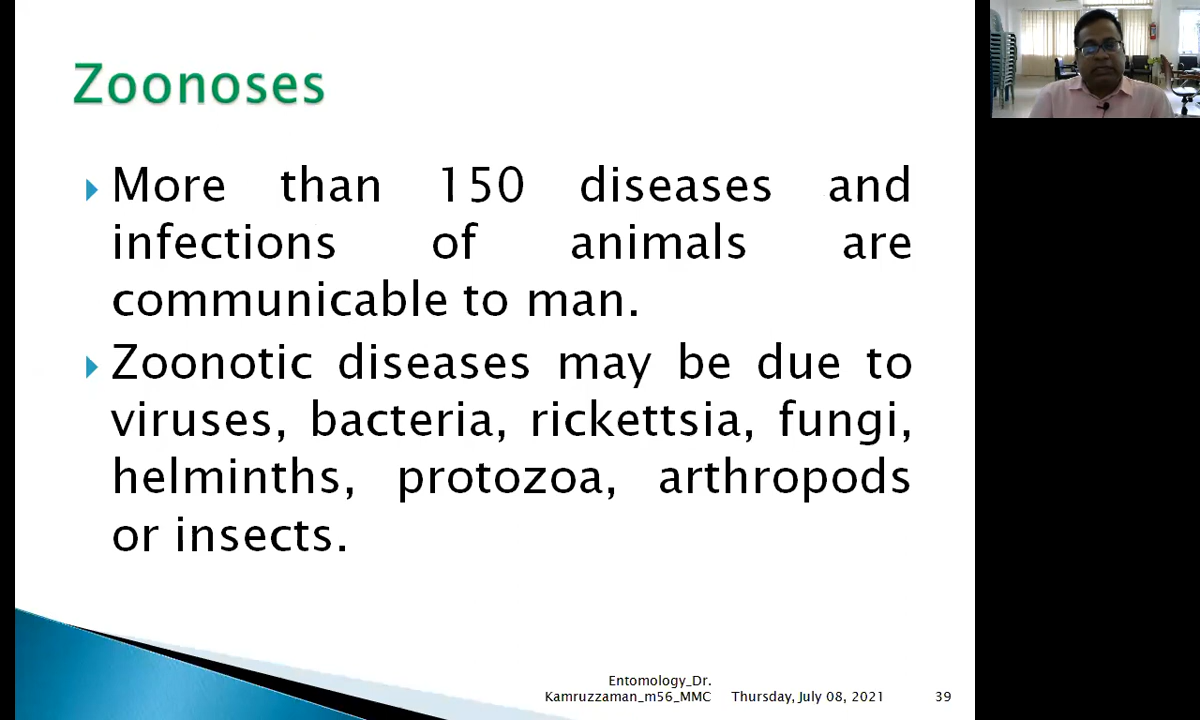 Zoonoses
More than 150 diseases and
infections of animals are
communicable to man.
Zoonotic diseases may be due to
viruses, bacteria, rickettsia, fungi,
helminths, protozoa, arthropods
or insects.
Entomology_Dr.
Kamruzzaman_m56_MMC Thursday, July 08, 2021 39